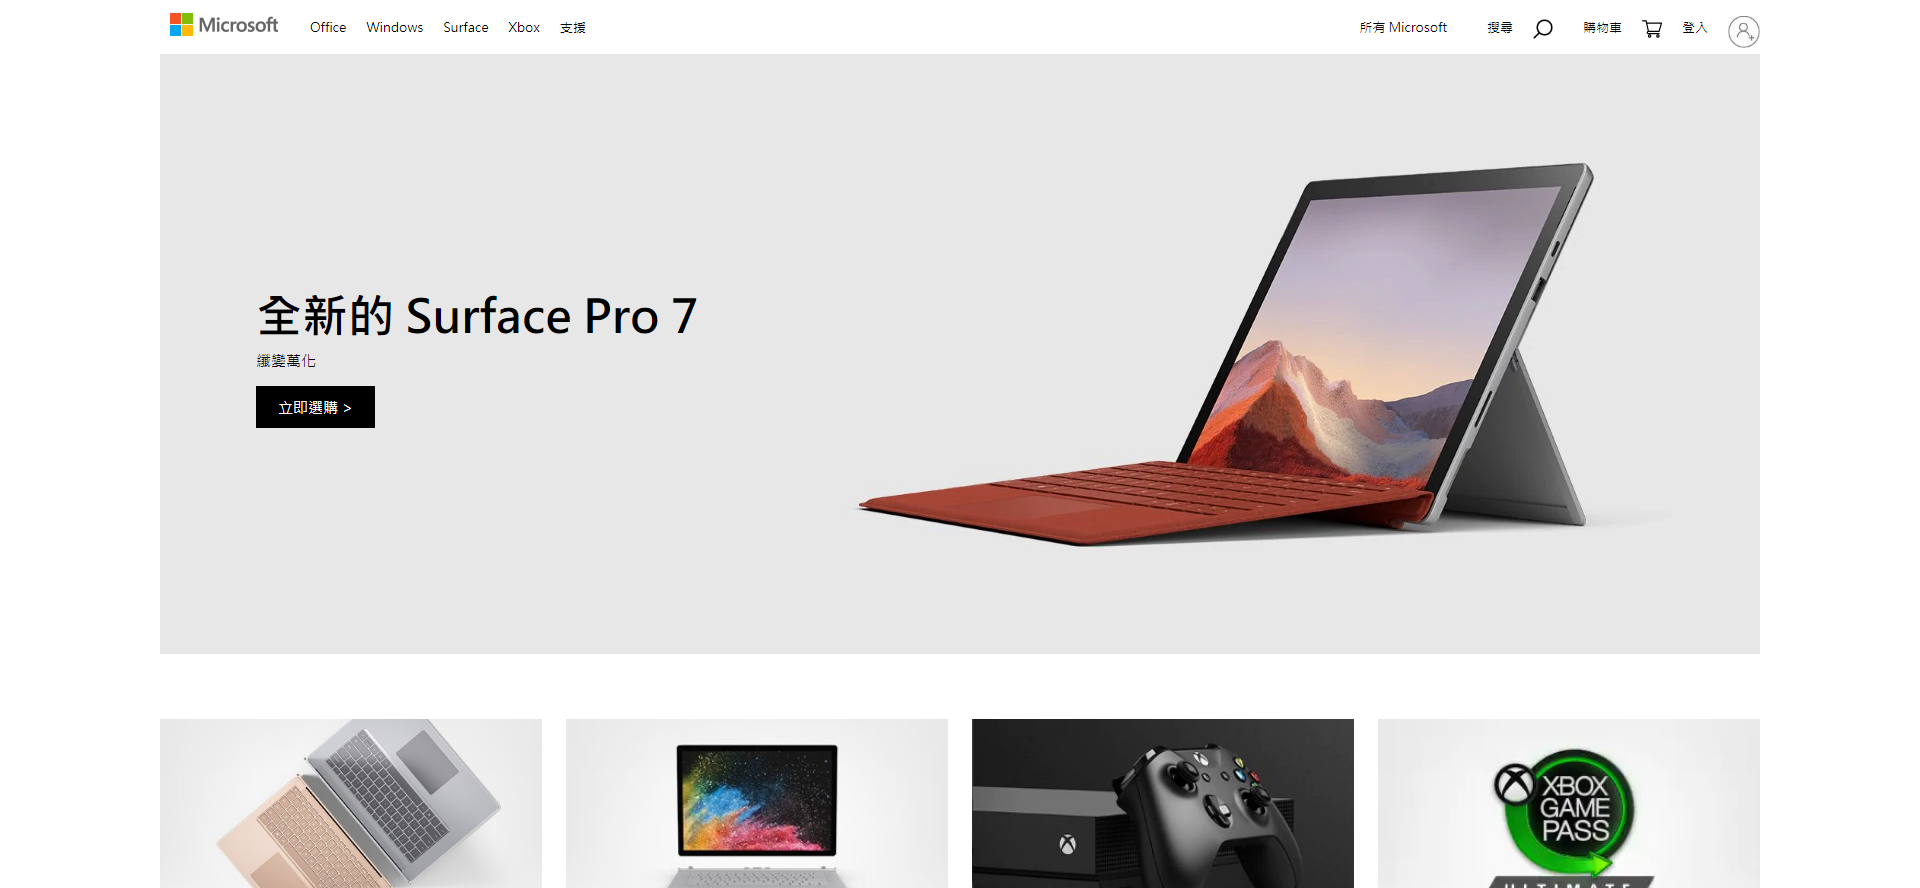 Microsoft
Office Windows Surface Xbox 支援
所有 Microsoft 搜尋 購物車 登入
全新的 Surface Pro 7
纖變萬化
立即選購 >
XBOX
GAME
PASS
ULTIMATE